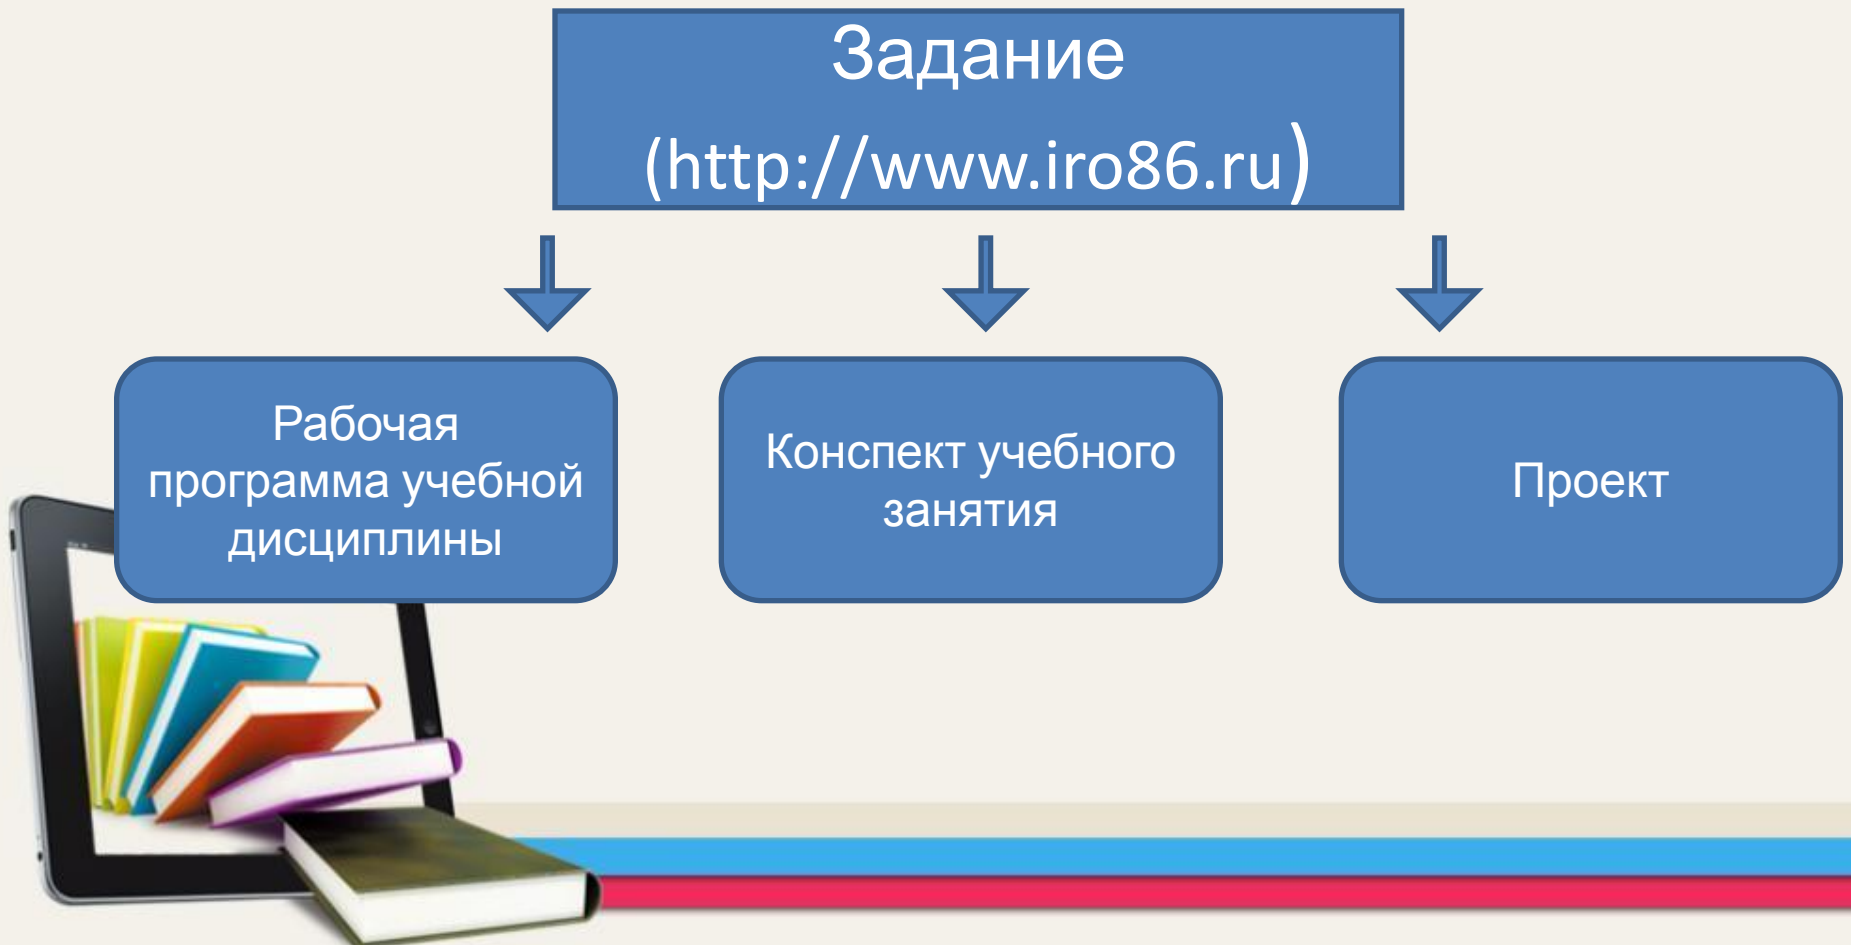 Задание
(http://www.iro86.ru)
Рабочая
программа учебной
дисциплины
Конспект учебного
занятия
Проект